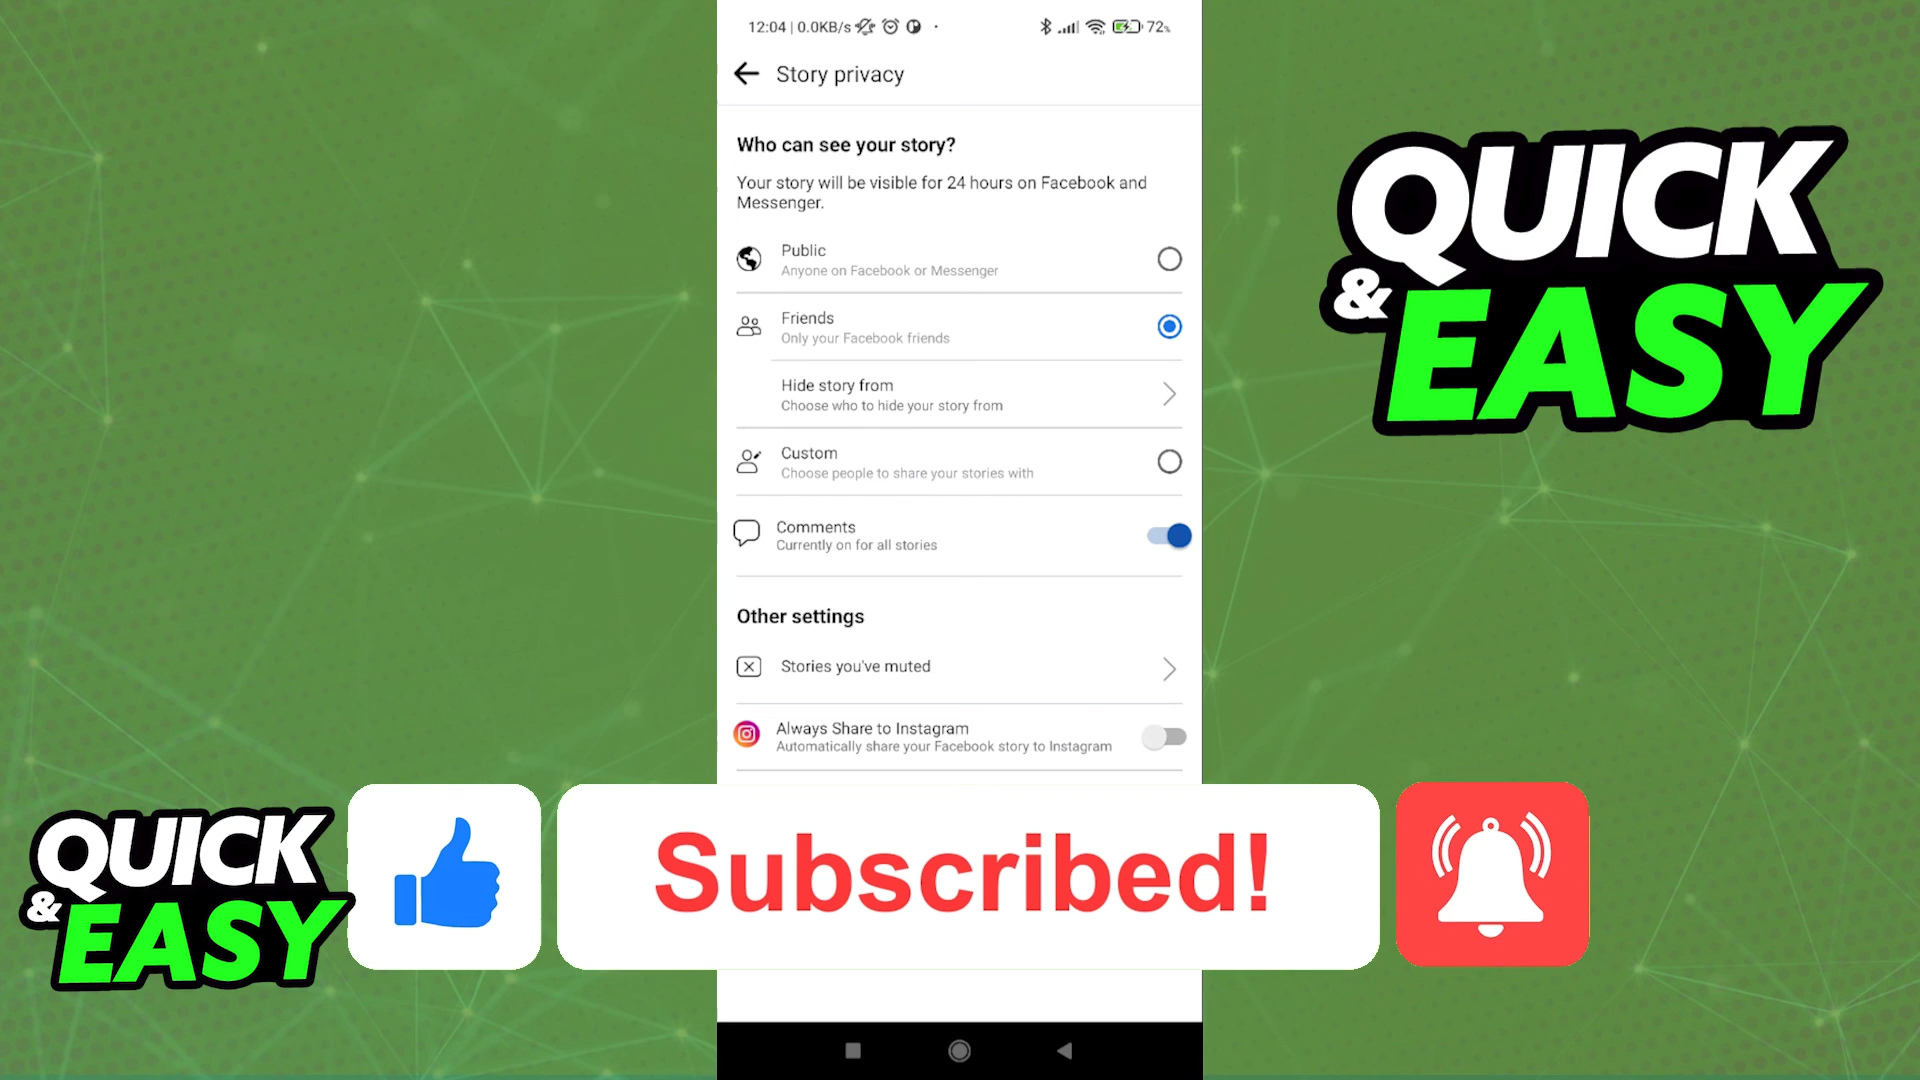 12:04 | 0.0KB/s
72%
Story privacy
Who can see your story?
Your story will be visible for 24 hours on Facebook and
Messenger.
Public
Anyone on Facebook or Messenger
Friends
Only your Facebook friends
Hide story from
Choose who to hide your story from
Custom
Choose people to share your stories with
Comments
Currently on for all stories
Other settings
Stories you've muted
Always Share to Instagram
Automatically share your Facebook story to Instagram
QUICK
& EASY
QUICK
& EASY
Subscribed!